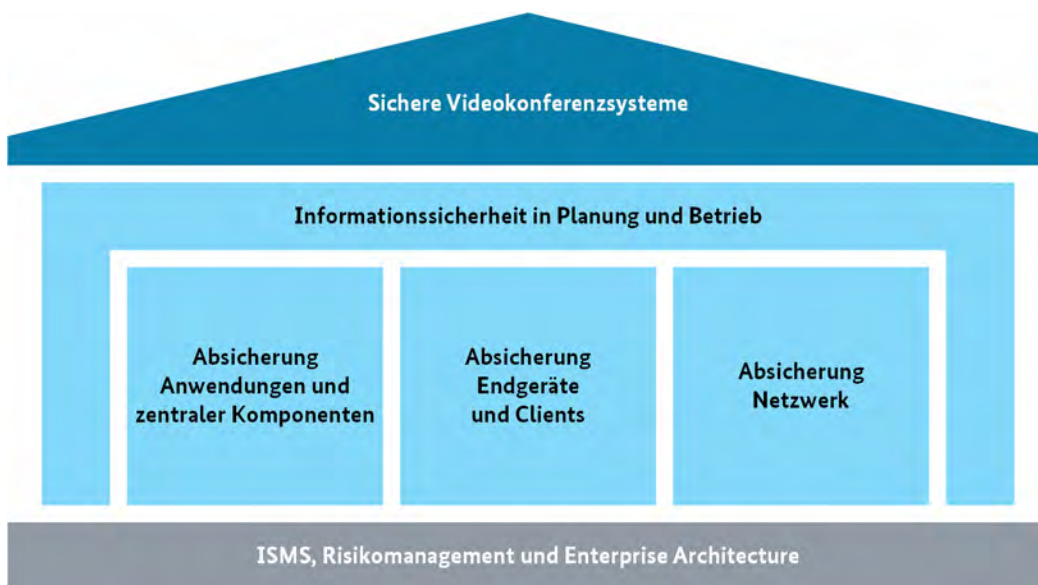 Sichere Videokonferenzsysteme
Informationssicherheit in Planung und Betrieb
Absicherung
Anwendungen und
zentraler Komponenten
Absicherung
Endgeräte
und Clients
Absicherung
Netzwerk
ISMS, Risikomanagement und Enterprise Architecture